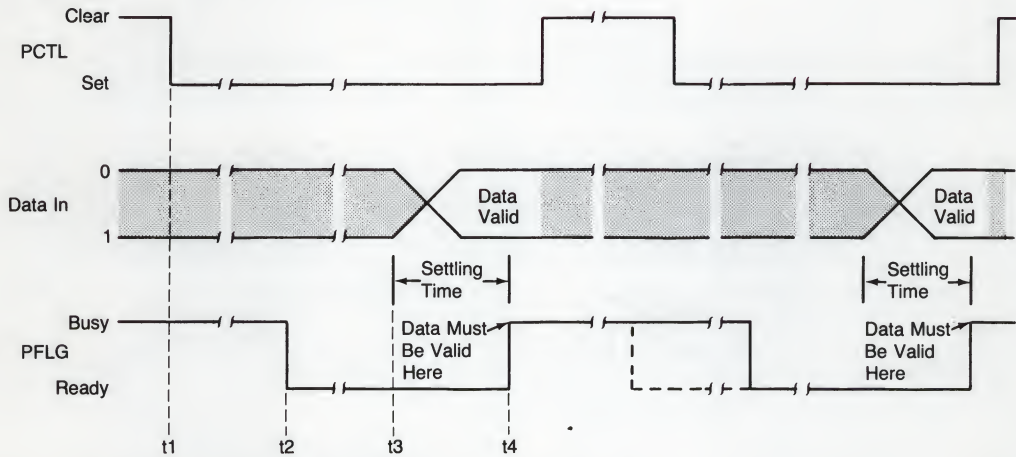 Clear
PCTL
Set
0
Data In
1
Data
Valid
Data
Valid
Settling
Time
Settling
Time
Busy
PFLG
Ready
Data Must
Be Valid
Here
Data Must
Be Valid
Here
t1
t2
t3
t4